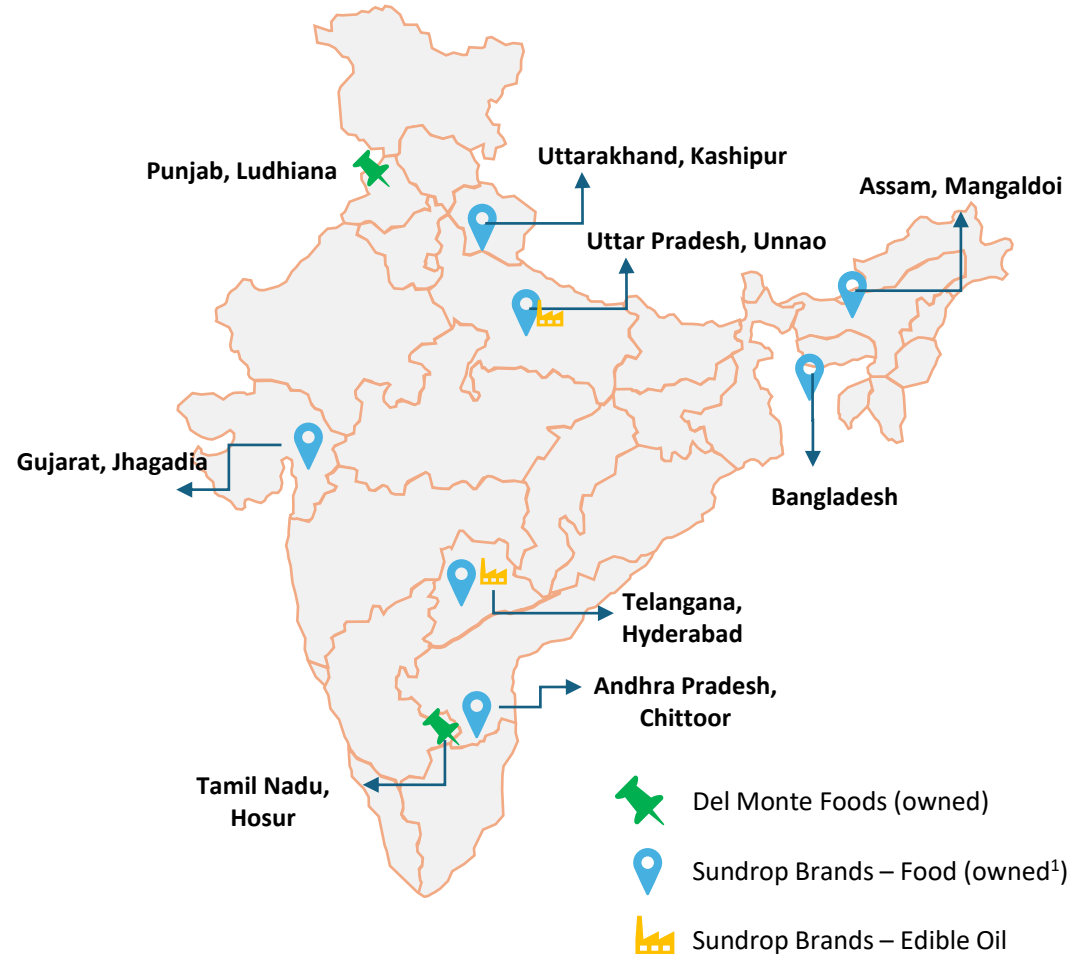 Punjab, Ludhiana
Uttarakhand, Kashipur
Assam, Mangaldoi
Uttar Pradesh, Unnao
Gujarat, Jhagadia
Bangladesh
Telangana,
Hyderabad
Andhra Pradesh,
Chittoor
Tamil Nadu,
Hosur
Del Monte Foods (owned)
Sundrop Brands – Food (owned¹)
Sundrop Brands – Edible Oil